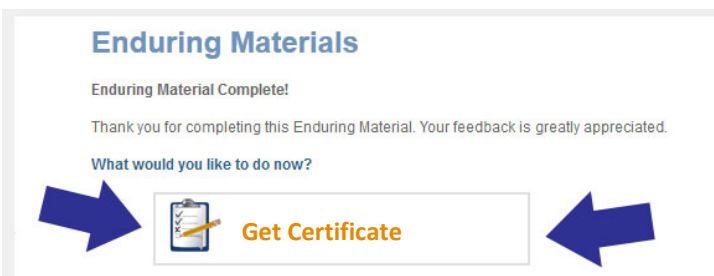 Enduring Materials
Enduring Material Complete!
Thank you for completing this Enduring Material. Your feedback is greatly appreciated.
What would you like to do now?
Get Certificate